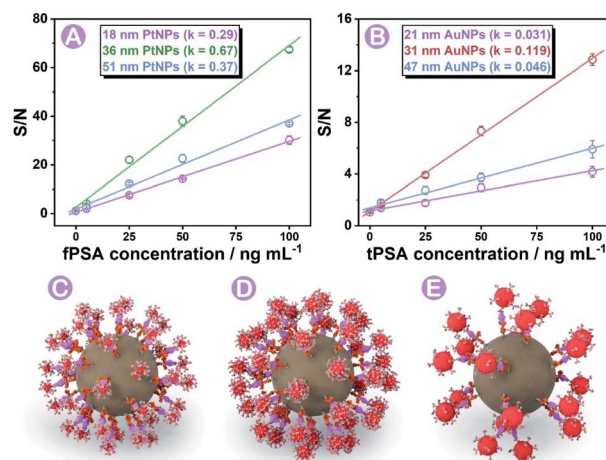 A
18 nm PtNPs (k = 0.29)
36 nm PtNPs (k = 0.67)
51 nm PtNPs (k = 0.37)
80
60
40
20
0
S/N
0 25 50 75 100
fPSA concentration / ng mL⁻¹
B
21 nm AuNPs (k = 0.031)
31 nm AuNPs (k = 0.119)
47 nm AuNPs (k = 0.046)
16
12
8
4
0
S/N
0 25 50 75 100
tPSA concentration / ng mL⁻¹
C
D
E